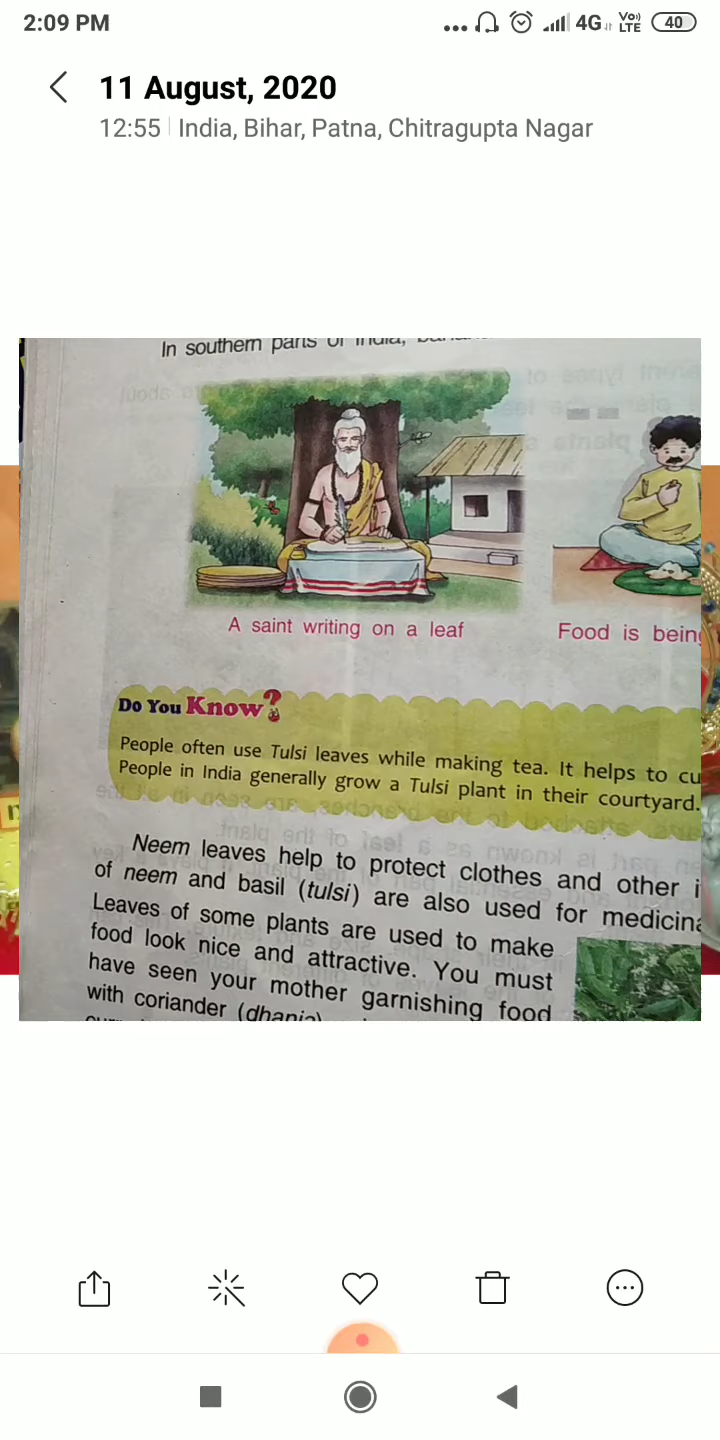 2:09 PM
4G
Vo)) LTE
40
11 August, 2020
12:55 India, Bihar, Patna, Chitragupta Nagar
In southern parts of India,
A saint writing on a leaf
Food is being
Do You Know?
People often use Tulsi leaves while making tea. It helps to cu
People in India generally grow a Tulsi plant in their courtyard.
Neem leaves help to protect clothes and other i
of neem and basil (tulsi) are also used for medicina
Leaves of some plants are used to make
food look nice and attractive. You must
have seen your mother garnishing food
with coriander (dhania)